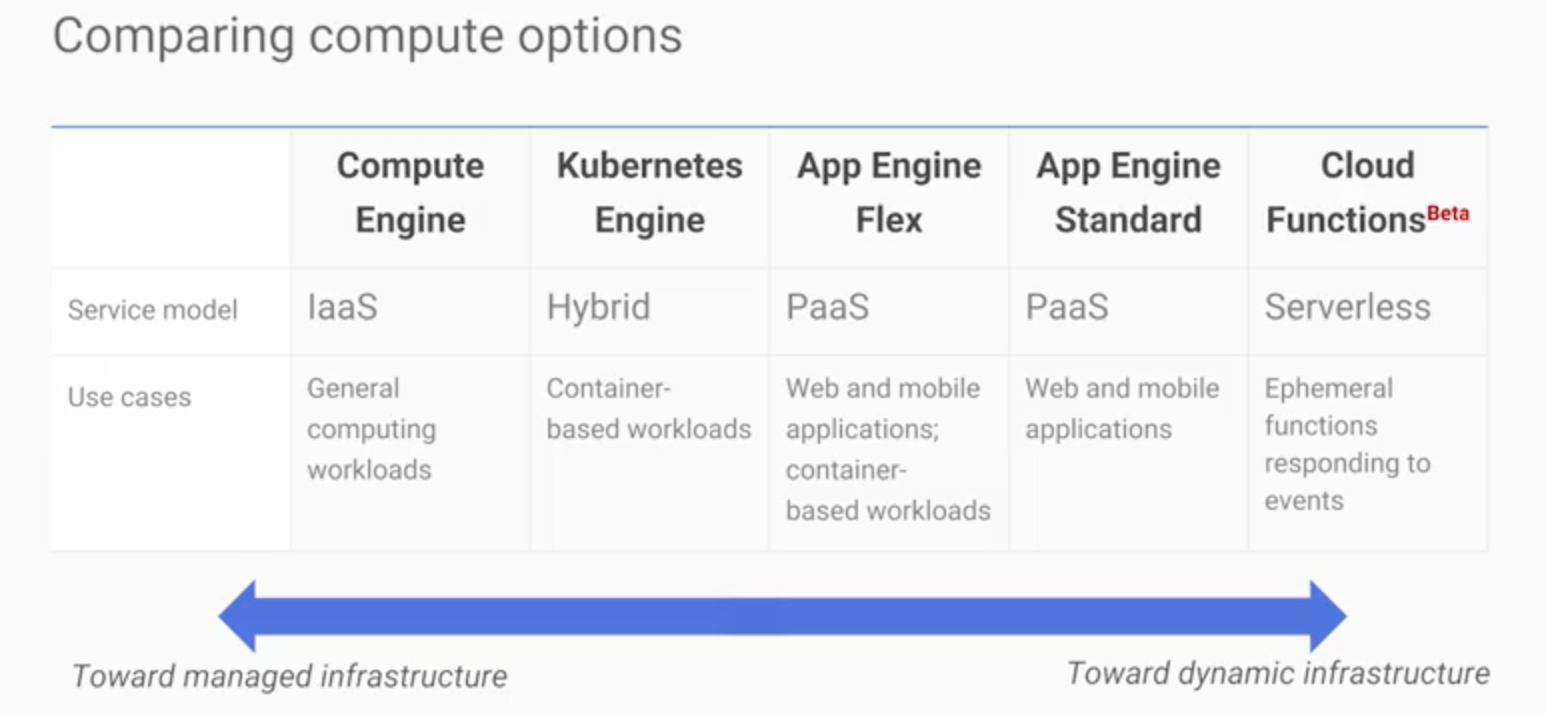 Comparing compute options
Compute Engine
Kubernetes Engine
App Engine Flex
App Engine Standard
Cloud Functions Beta
Service model
IaaS
Hybrid
PaaS
PaaS
Serverless
Use cases
General
computing
workloads
Container-
based workloads
Web and mobile
applications;
container-
based workloads
Web and mobile
applications
Ephemeral
functions
responding to
events
Toward managed infrastructure
Toward dynamic infrastructure